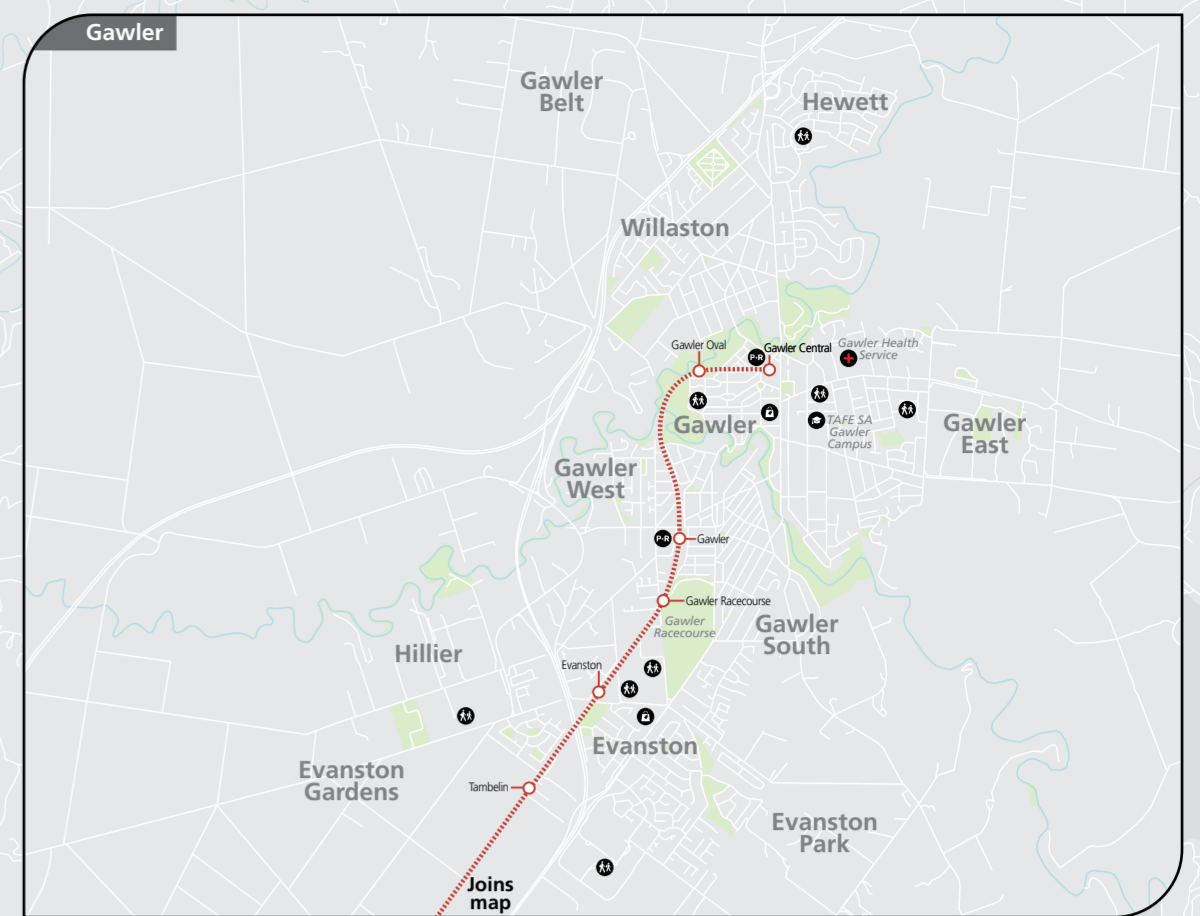 Gawler
Gawler
Belt
Hewett
Willaston
Gawler Oval
P·R
Gawler Central
Gawler Health
Service
Gawler
TAFE SA
Gawler
Campus
Gawler
East
Gawler
West
P·R
Gawler
Gawler Racecourse
Gawler
Racecourse
Gawler
South
Hillier
Evanston
Evanston
Evanston
Gardens
Tambelin
Evanston
Park
Joins
map